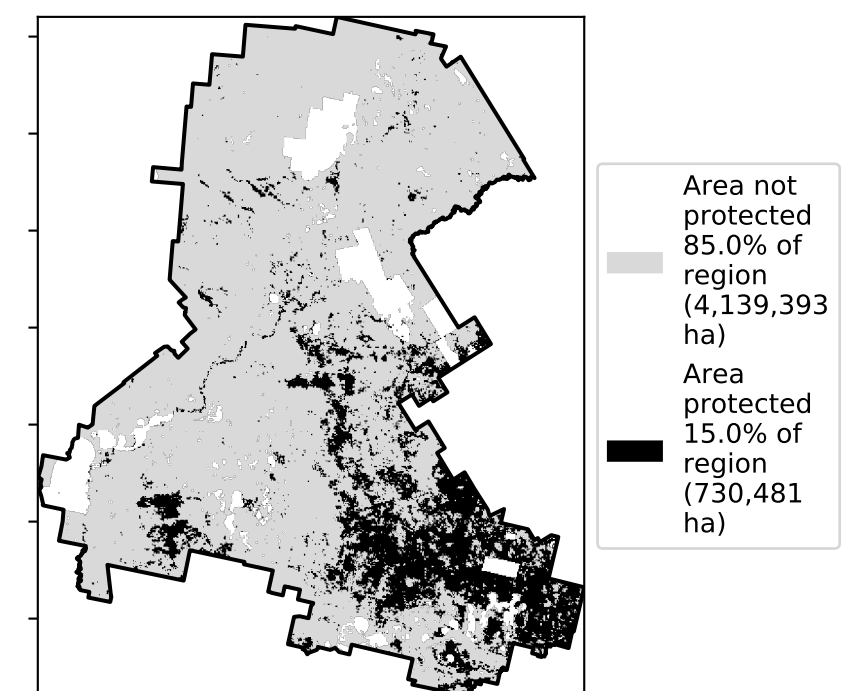 Area not
protected
85.0% of
region
(4,139,393
ha)
Area
protected
15.0% of
region
(730,481
ha)